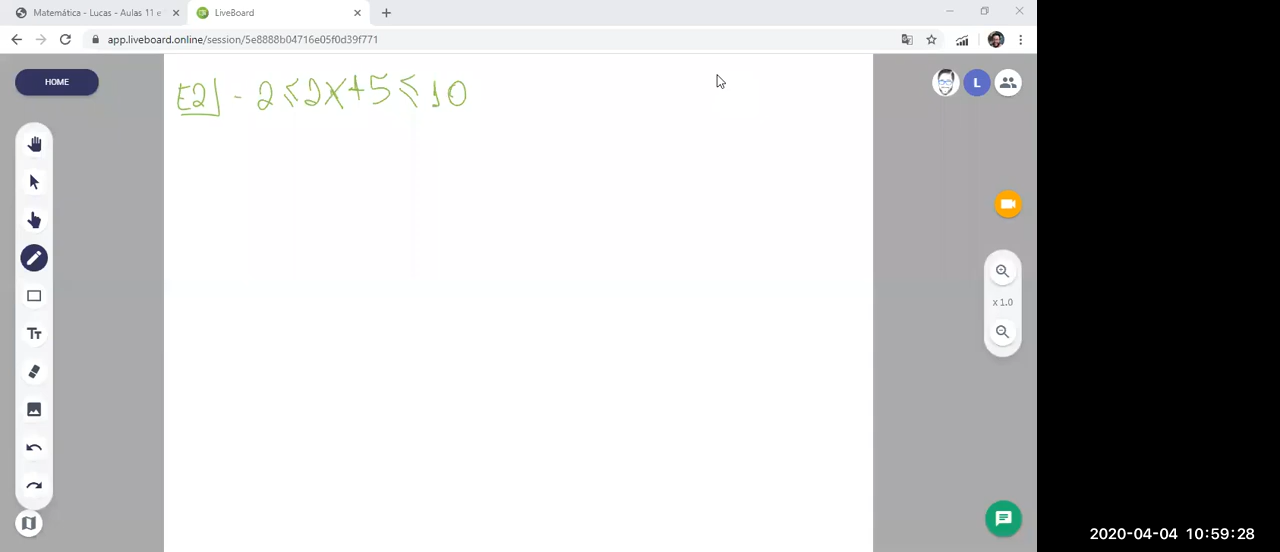 Matemática - Lucas - Aulas 11 e
LiveBoard
app.liveboard.online/session/5e8888b04716e05f0d39f771
HOME
E2] - 2 ≤ 2x + 5 ≤ 10
L
x 1.0
Tт
2020-04-04 10:59:28